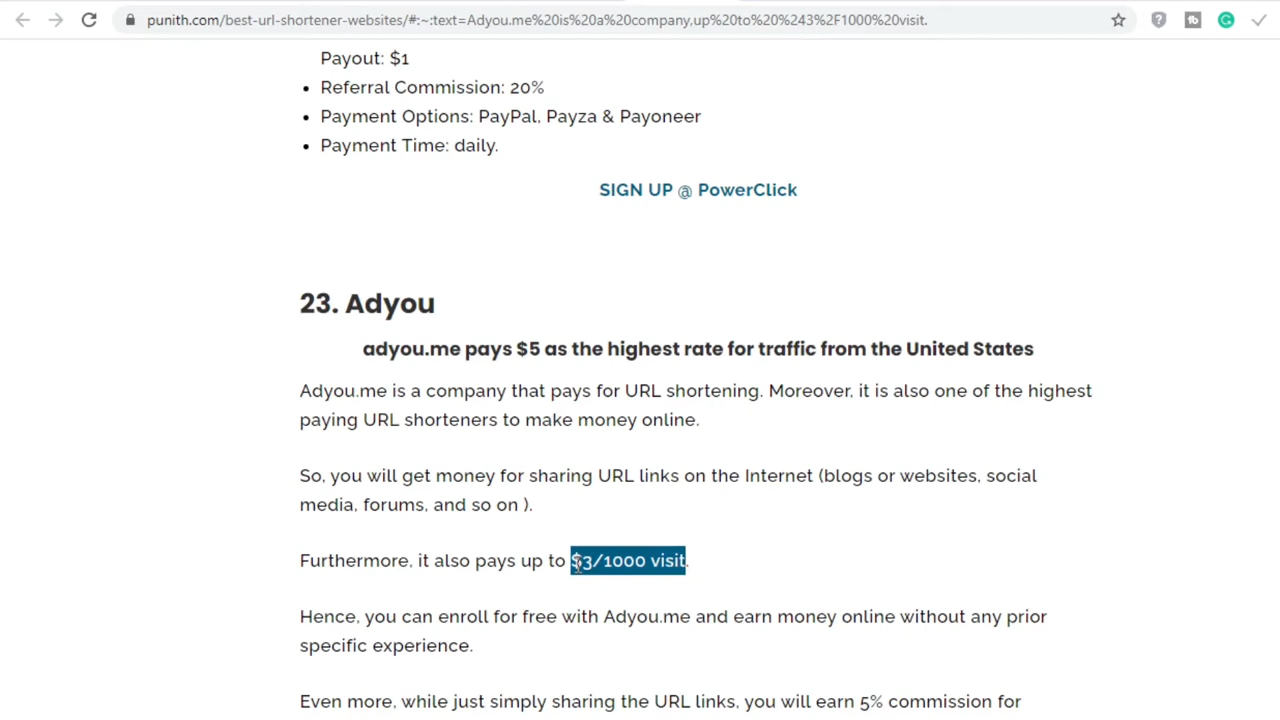 punith.com/best-url-shortener-websites/#:~:text=Adyou.me%20is%20a%20company,up%20to%20%243%2F1000%20visit.
Payout: $1
• Referral Commission: 20%
• Payment Options: PayPal, Payza & Payoneer
• Payment Time: daily.
SIGN UP @ PowerClick
23. Adyou
adyou.me pays $5 as the highest rate for traffic from the United States
Adyou.me is a company that pays for URL shortening. Moreover, it is also one of the highest
paying URL shorteners to make money online.
So, you will get money for sharing URL links on the Internet (blogs or websites, social
media, forums, and so on ).
Furthermore, it also pays up to $3/1000 visit.
Hence, you can enroll for free with Adyou.me and earn money online without any prior
specific experience.
Even more, while just simply sharing the URL links, you will earn 5% commission for